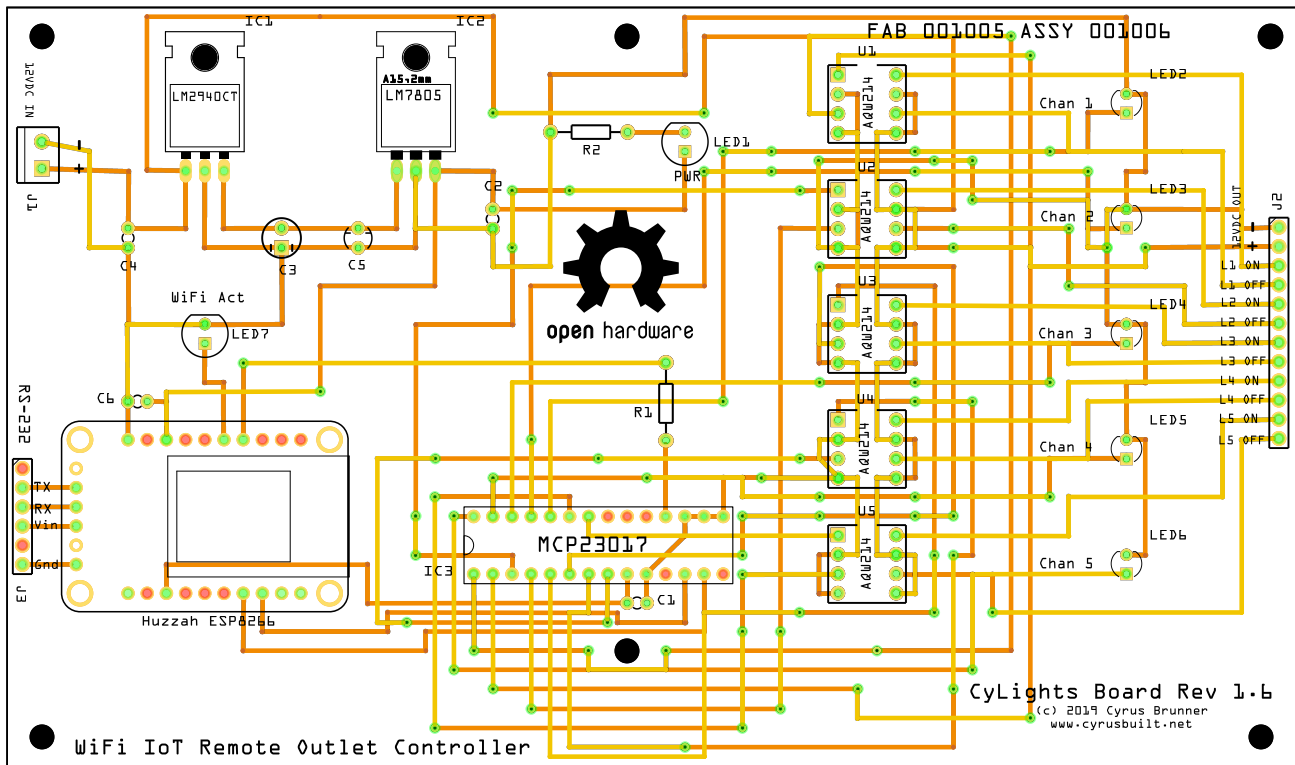 IC1
IC2
FAB 001005 ASSY 001006
U1
A15,2mm
LM2940CT
LM7805
AQW214
LED2
12VDC IN
Chan 1
R2
LED1
PWR
J1
U2
C2
AQW214
LED3
Chan 2
J2
12VDC OUT
-
+
C4
C3
C5
L1 ON
L1 OFF
U3
WiFi Act
LED7
open hardware
AQW214
LED4
Chan 3
L2 ON
L2 OFF
L3 ON
L3 OFF
C6
R1
U4
L4 ON
L4 OFF
RS-232
AQW214
LED5
Chan 4
L5 ON
L5 OFF
TX
RX
Vin
Gnd
J3
U5
MCP23017
IC3
AQW214
LED6
Chan 5
C1
Huzzah ESP8266
CyLights Board Rev 1.6
(c) 2019 Cyrus Brunner
www.cyrusbuilt.net
WiFi IoT Remote Outlet Controller